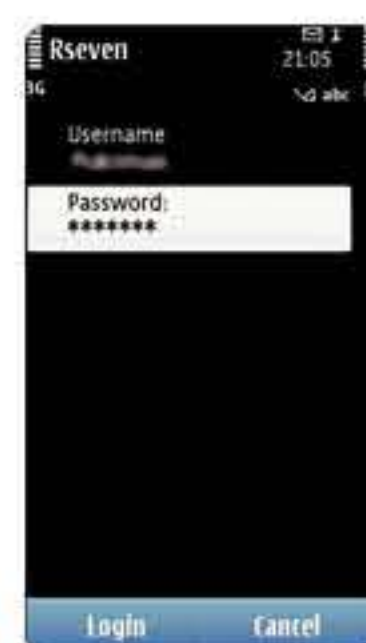 Rseven
21:05
3G
abc
Username
Password:
*******
Login Cancel